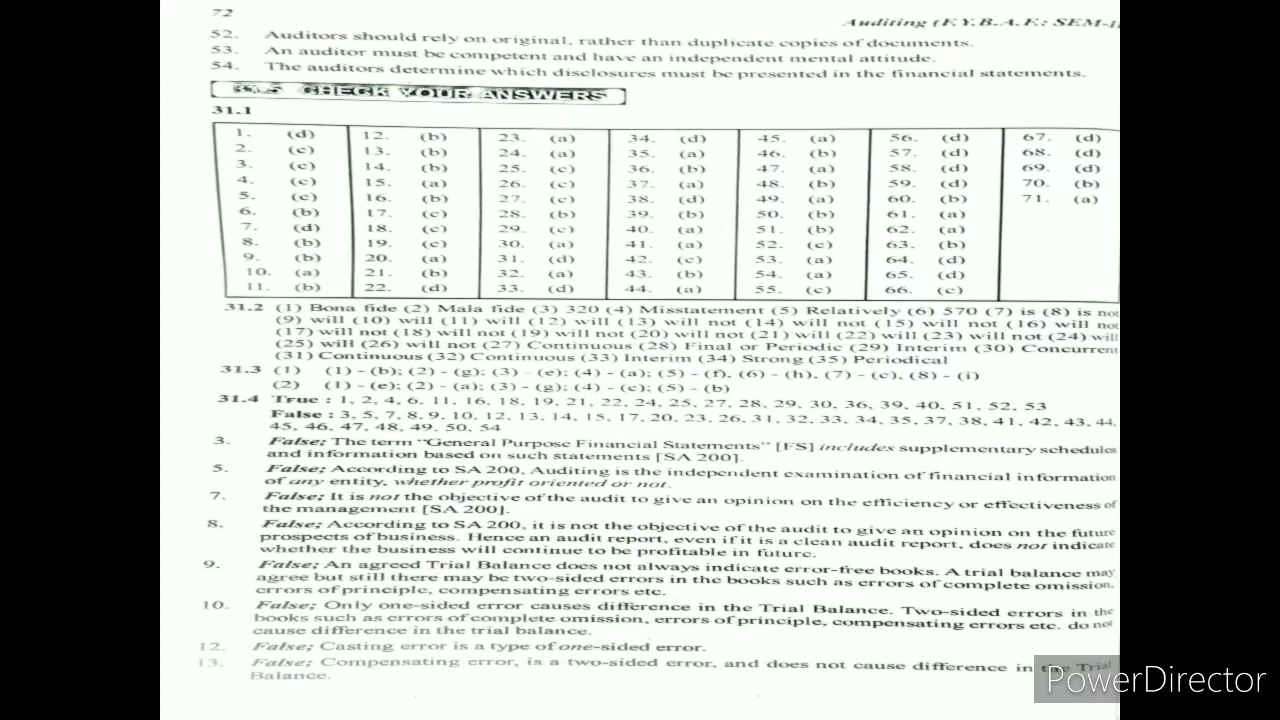 72
Auditing (F.Y.B.A.F.: SEM-I
52. Auditors should rely on original, rather than duplicate copies of documents.
53. An auditor must be competent and have an independent mental attitude.
54. The auditors determine which disclosures must be presented in the financial statements.
CHECK YOUR ANSWERS
31.1
1. (d) 12. (b) 23. (a) 34. (d) 45. (a) 56. (d) 67. (d)
2. (c) 13. (b) 24. (a) 35. (a) 46. (b) 57. (d) 68. (d)
3. (c) 14. (b) 25. (c) 36. (b) 47. (a) 58. (d) 69. (d)
4. (c) 15. (a) 26. (c) 37. (a) 48. (b) 59. (d) 70. (b)
5. (c) 16. (b) 27. (c) 38. (d) 49. (a) 60. (b) 71. (a)
6. (b) 17. (c) 28. (b) 39. (b) 50. (b) 61. (a)
7. (d) 18. (c) 29. (c) 40. (a) 51. (b) 62. (a)
8. (b) 19. (c) 30. (a) 41. (a) 52. (c) 63. (b)
9. (b) 20. (a) 31. (d) 42. (c) 53. (a) 64. (d)
10. (a) 21. (b) 32. (a) 43. (b) 54. (a) 65. (d)
11. (b) 22. (d) 33. (d) 44. (a) 55. (c) 66. (c)
31.2 (1) Bona fide (2) Mala fide (3) 320 (4) Misstatement (5) Relatively (6) 570 (7) is (8) is not
(9) will (10) will (11) will (12) will (13) will not (14) will not (15) will not (16) will not
(17) will not (18) will not (19) will not (20) will not (21) will (22) will (23) will not (24) will
(25) will (26) will not (27) Continuous (28) Final or Periodic (29) Interim (30) Concurrent
(31) Continuous (32) Continuous (33) Interim (34) Strong (35) Periodical
31.3 (1) (1) - (b); (2) - (g); (3) - (e); (4) - (a); (5) - (f), (6) - (h), (7) - (c), (8) - (i)
(2) (1) - (e); (2) - (a); (3) - (g); (4) - (c); (5) - (b)
31.4 True : 1, 2, 4, 6, 11, 16, 18, 19, 21, 22, 24, 25, 27, 28, 29, 30, 36, 39, 40, 51, 52, 53
False : 3, 5, 7, 8, 9, 10, 12, 13, 14, 15, 17, 20, 23, 26, 31, 32, 33, 34, 35, 37, 38, 41, 42, 43, 44,
45, 46, 47, 48, 49, 50, 54
3. False; The term "General Purpose Financial Statements" [FS] includes supplementary schedules
and information based on such statements [SA 200].
5. False; According to SA 200, Auditing is the independent examination of financial information
of any entity, whether profit oriented or not.
7. False; It is not the objective of the audit to give an opinion on the efficiency or effectiveness of
the management [SA 200].
8. False; According to SA 200, it is not the objective of the audit to give an opinion on the future
prospects of business. Hence an audit report, even if it is a clean audit report, does not indicate
whether the business will continue to be profitable in future.
9. False; An agreed Trial Balance does not always indicate error-free books. A trial balance may
agree but still there may be two-sided errors in the books such as errors of complete omission,
errors of principle, compensating errors etc.
10. False; Only one-sided error causes difference in the Trial Balance. Two-sided errors in the
books such as errors of complete omission, errors of principle, compensating errors etc. do not
cause difference in the trial balance.
12. False; Casting error is a type of one-sided error.
13. False; Compensating error, is a two-sided error, and does not cause difference in the Trial
Balance.
PowerDirector